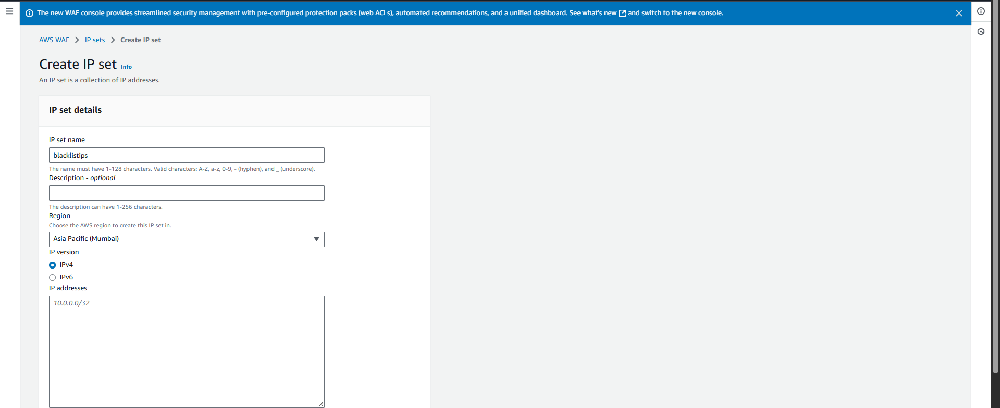 The new WAF console provides streamlined security management with pre-configured protection packs (web ACLs), automated recommendations, and a unified dashboard. See what's new and switch to the new console.
AWS WAF > IP sets > Create IP set
Create IP set Info
An IP set is a collection of IP addresses.
IP set details
IP set name
blacklistips
The name must have 1-128 characters. Valid characters: A-Z, a-z, 0-9, - (hyphen), and _ (underscore).
Description - optional
The description can have 1-256 characters.
Region
Choose the AWS region to create this IP set in.
Asia Pacific (Mumbai)
IP version
IPv4
IPv6
IP addresses
10.0.0.0/32